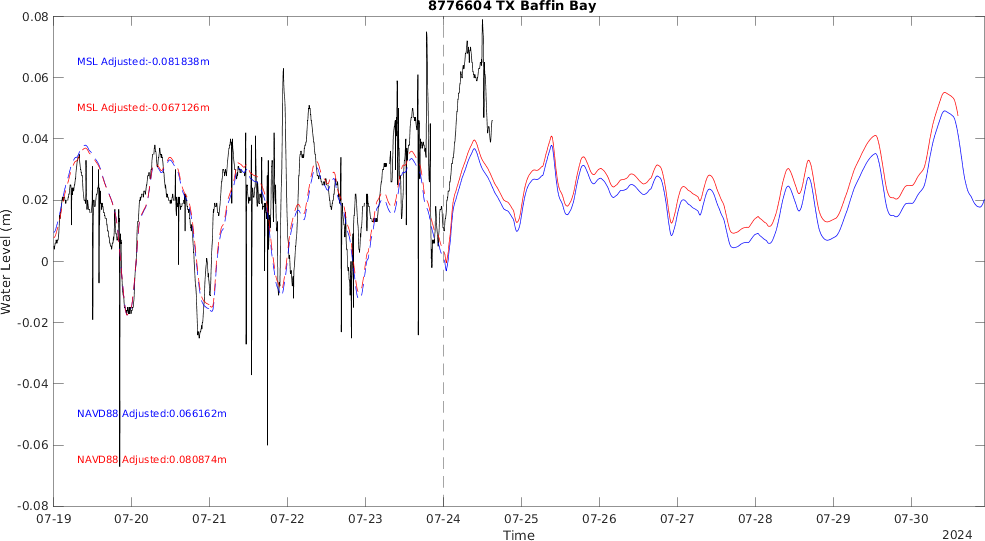 8776604 TX Baffin Bay
0.08
MSL Adjusted:-0.081838m
0.06
MSL Adjusted:-0.067126m
0.04
0.02
Water Level (m)
0
-0.02
-0.04
NAVD88 Adjusted:0.066162m
-0.06
NAVD88 Adjusted:0.080874m
-0.08
07-19 07-20 07-21 07-22 07-23 07-24 07-25 07-26 07-27 07-28 07-29 07-30
Time
2024